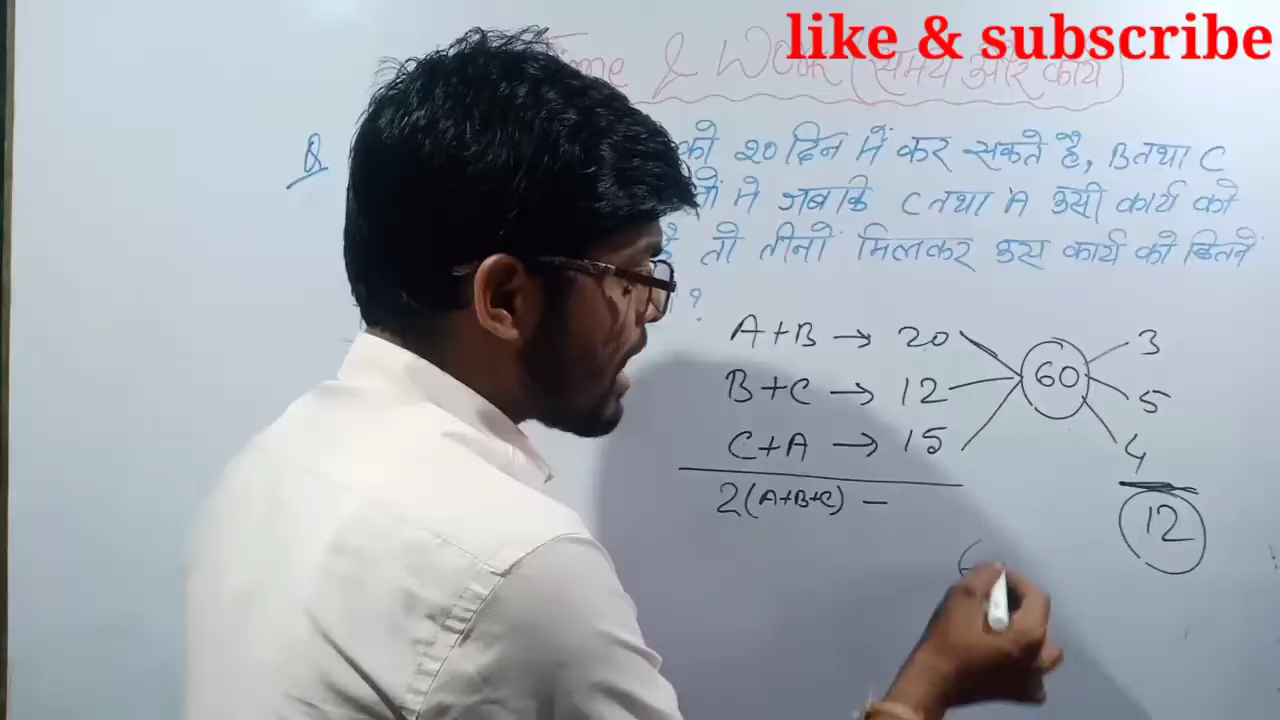 like & subscribe
Time & Work (समय और कार्य)
Q को 20 दिन में कर सकते है, B तथा C
में जबकि C तथा A उसी कार्य को
है तो तीनों मिलकर उस कार्य को कितने
?
A+B → 20 60 3
B+C → 12 5
C+A → 15 4
2(A+B+C) – 12